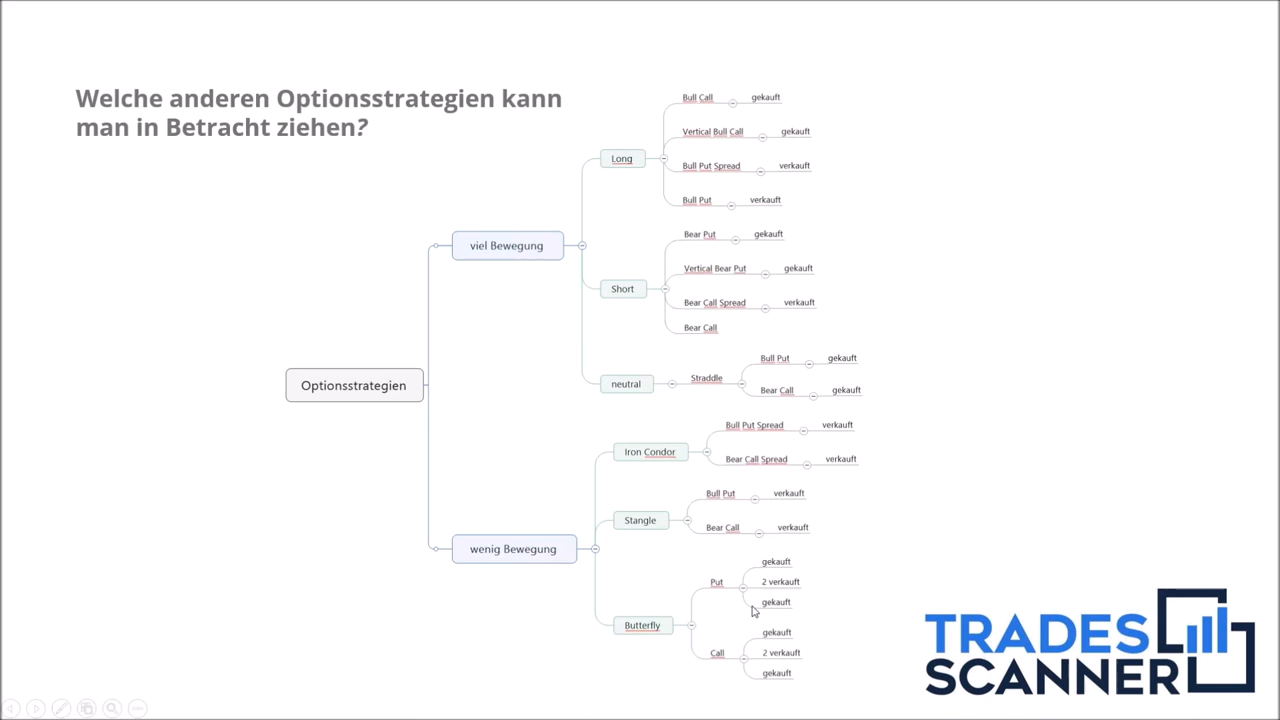 Welche anderen Optionsstrategien kann
man in Betracht ziehen?
Optionsstrategien
viel Bewegung
Long
Bull Call
gekauft
Vertical Bull Call
gekauft
Bull Put Spread
verkauft
Bull Put
verkauft
Short
Bear Put
gekauft
Vertical Bear Put
gekauft
Bear Call Spread
verkauft
Bear Call
neutral
Straddle
Bull Put
gekauft
Bear Call
gekauft
wenig Bewegung
Iron Condor
Bull Put Spread
verkauft
Bear Call Spread
verkauft
Stangle
Bull Put
verkauft
Bear Call
verkauft
Butterfly
Put
gekauft
2 verkauft
gekauft
Call
gekauft
2 verkauft
gekauft
TRADES
SCANNER